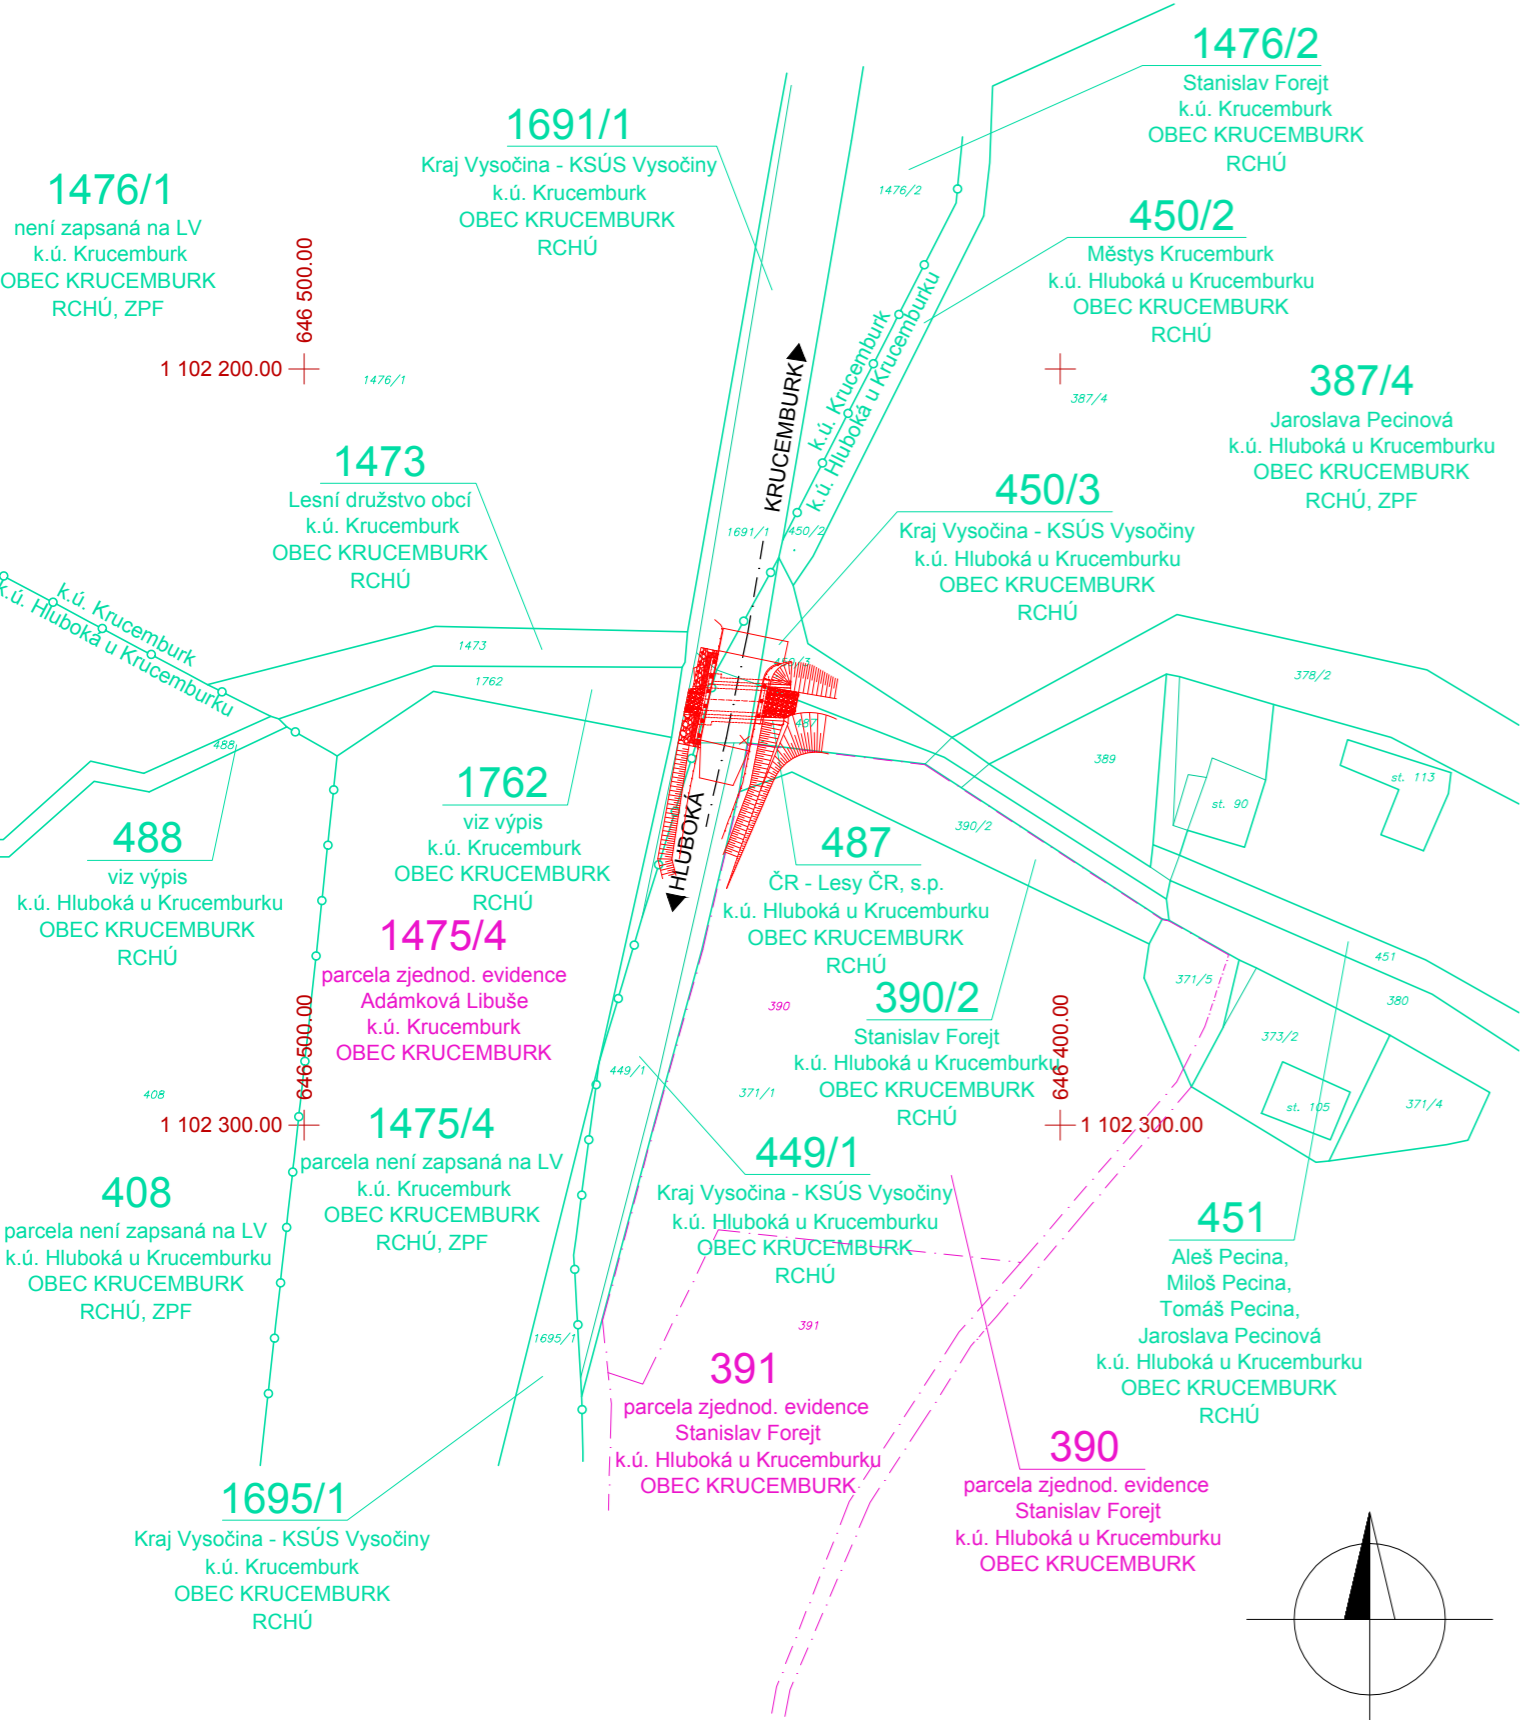 1476/2
Stanislav Forejt
k.ú. Krucemburk
OBEC KRUCEMBURK
RCHÚ
1691/1
Kraj Vysočina - KSÚS Vysočiny
k.ú. Krucemburk
OBEC KRUCEMBURK
RCHÚ
1476/1
není zapsaná na LV
k.ú. Krucemburk
OBEC KRUCEMBURK
RCHÚ, ZPF
1476/2
450/2
Městys Krucemburk
k.ú. Hluboká u Krucemburku
OBEC KRUCEMBURK
RCHÚ
646 500.00
1 102 200.00
1476/1
k.ú. Krucemburk
k.ú. Hluboká u Krucemburku
KRUCEMBURK
387/4
387/4
Jaroslava Pecinová
k.ú. Hluboká u Krucemburku
OBEC KRUCEMBURK
RCHÚ, ZPF
1473
Lesní družstvo obcí
k.ú. Krucemburk
OBEC KRUCEMBURK
RCHÚ
450/3
Kraj Vysočina - KSÚS Vysočiny
k.ú. Hluboká u Krucemburku
OBEC KRUCEMBURK
RCHÚ
1691/1
450/2
k.ú. Krucemburk
k.ú. Hluboká u Krucemburku
1473
1762
450/3
378/2
487
488
389
st. 90
st. 113
1762
viz výpis
k.ú. Krucemburk
OBEC KRUCEMBURK
RCHÚ
HLUBOKÁ
390/2
488
viz výpis
k.ú. Hluboká u Krucemburku
OBEC KRUCEMBURK
RCHÚ
487
ČR - Lesy ČR, s.p.
k.ú. Hluboká u Krucemburku
OBEC KRUCEMBURK
RCHÚ
1475/4
parcela zjednod. evidence
Adámková Libuše
k.ú. Krucemburk
OBEC KRUCEMBURK
451
371/5
380
390
390/2
Stanislav Forejt
k.ú. Hluboká u Krucemburku
OBEC KRUCEMBURK
RCHÚ
646 500.00
646 400.00
373/2
449/1
371/1
408
st. 105
371/4
1 102 300.00
1 102 300.00
1475/4
parcela není zapsaná na LV
k.ú. Krucemburk
OBEC KRUCEMBURK
RCHÚ, ZPF
449/1
Kraj Vysočina - KSÚS Vysočiny
k.ú. Hluboká u Krucemburku
OBEC KRUCEMBURK
RCHÚ
408
parcela není zapsaná na LV
k.ú. Hluboká u Krucemburku
OBEC KRUCEMBURK
RCHÚ, ZPF
451
Aleš Pecina,
Miloš Pecina,
Tomáš Pecina,
Jaroslava Pecinová
k.ú. Hluboká u Krucemburku
OBEC KRUCEMBURK
RCHÚ
1695/1
391
391
parcela zjednod. evidence
Stanislav Forejt
k.ú. Hluboká u Krucemburku
OBEC KRUCEMBURK
390
parcela zjednod. evidence
Stanislav Forejt
k.ú. Hluboká u Krucemburku
OBEC KRUCEMBURK
1695/1
Kraj Vysočina - KSÚS Vysočiny
k.ú. Krucemburk
OBEC KRUCEMBURK
RCHÚ